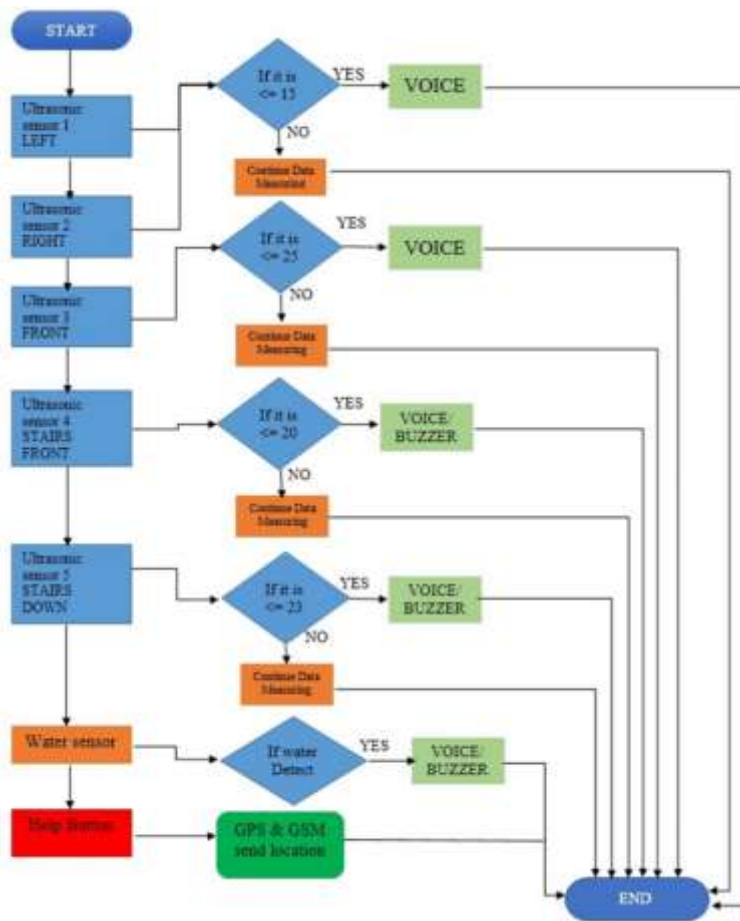 START
If it is
<= 15
YES
VOICE
Ultrasonic
sensor 1
LEFT
NO
Continue Data
Measuring
Ultrasonic
sensor 2
RIGHT
If it is
<= 25
YES
VOICE
Ultrasonic
sensor 3
FRONT
NO
Continue Data
Measuring
Ultrasonic
sensor 4
STAIRS
FRONT
If it is
<= 20
YES
VOICE/
BUZZER
NO
Continue Data
Measuring
Ultrasonic
sensor 5
STAIRS
DOWN
If it is
<= 23
YES
VOICE/
BUZZER
NO
Continue Data
Measuring
Water sensor
If water
Detect
YES
VOICE/
BUZZER
Help Button
GPS & GSM
send location
END